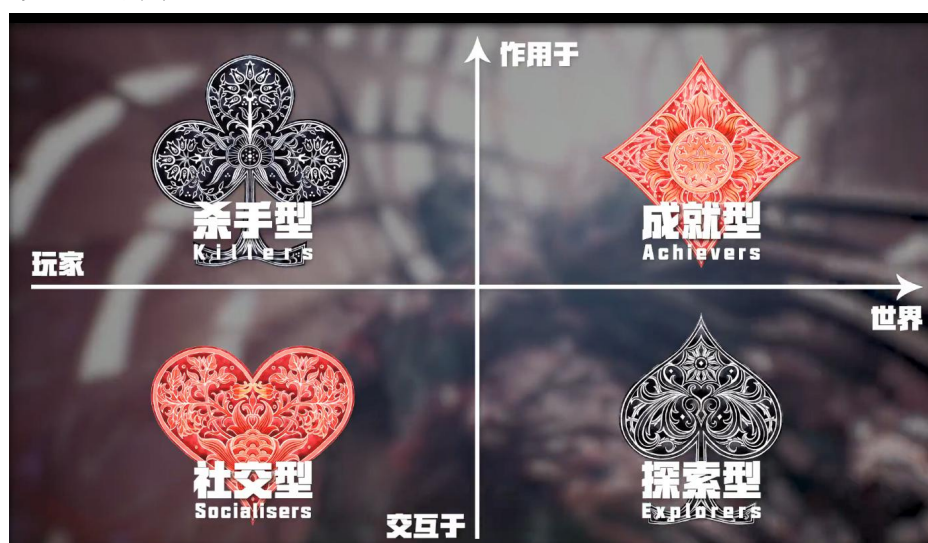 作用于
杀手型
Killers
成就型
Achievers
玩家
世界
社交型
Socialisers
探索型
Explorers
交互于